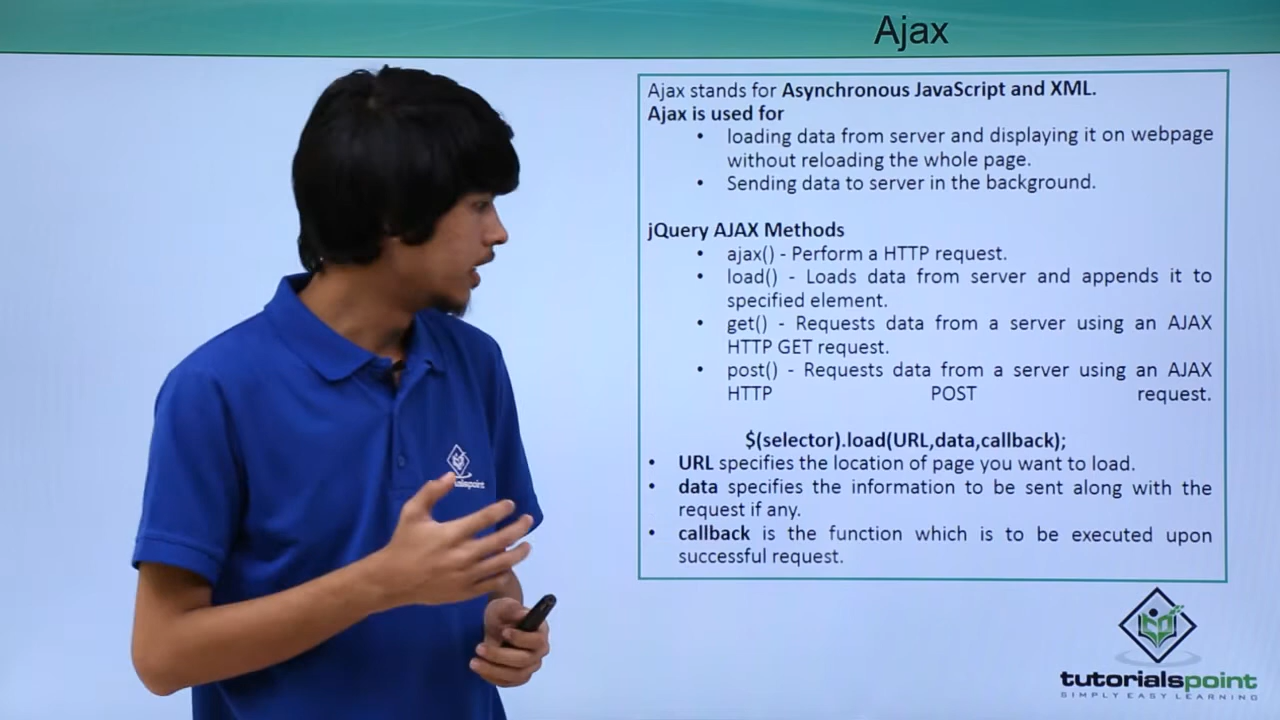 Ajax
Ajax stands for Asynchronous JavaScript and XML.
Ajax is used for
• loading data from server and displaying it on webpage
without reloading the whole page.
• Sending data to server in the background.
jQuery AJAX Methods
• ajax() - Perform a HTTP request.
• load() - Loads data from server and appends it to
specified element.
• get() - Requests data from a server using an AJAX
HTTP GET request.
• post() - Requests data from a server using an AJAX
HTTP POST request.
$(selector).load(URL,data,callback);
• URL specifies the location of page you want to load.
• data specifies the information to be sent along with the
request if any.
• callback is the function which is to be executed upon
successful request.
tutorialspoint
SIMPLY EASY LEARNING